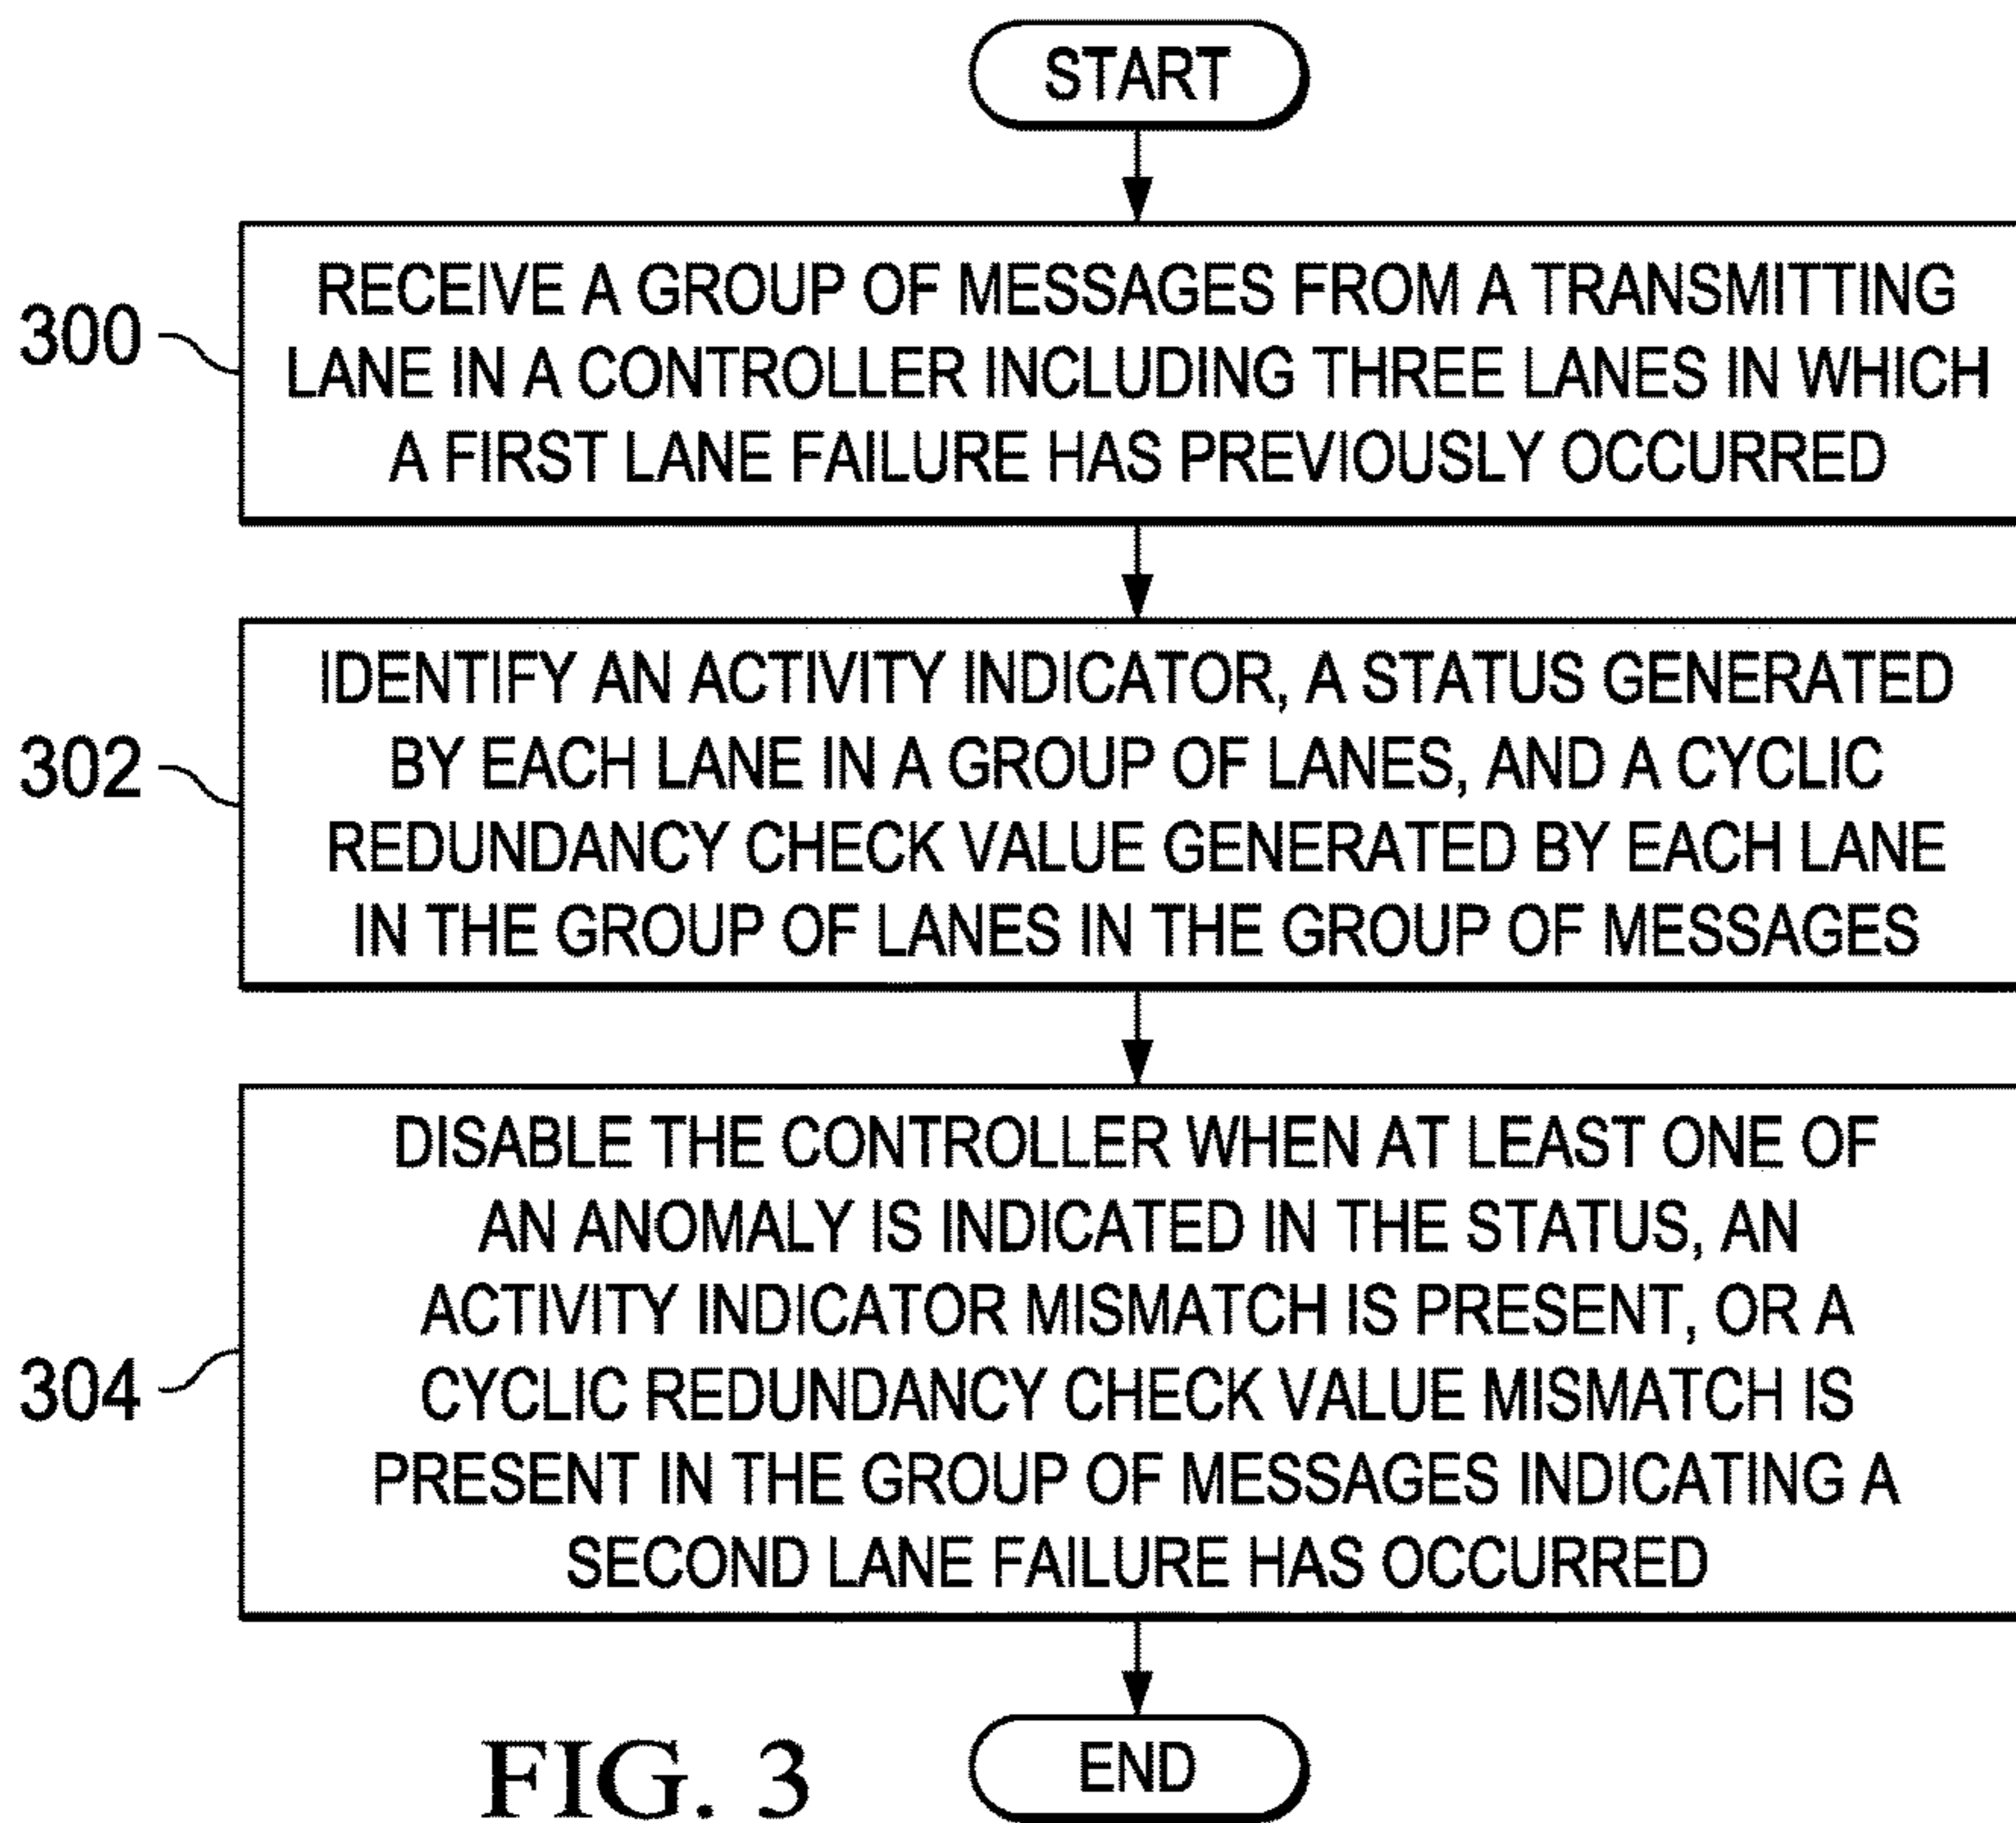 START
300
RECEIVE A GROUP OF MESSAGES FROM A TRANSMITTING
LANE IN A CONTROLLER INCLUDING THREE LANES IN WHICH
A FIRST LANE FAILURE HAS PREVIOUSLY OCCURRED
302
IDENTIFY AN ACTIVITY INDICATOR, A STATUS GENERATED
BY EACH LANE IN A GROUP OF LANES, AND A CYCLIC
REDUNDANCY CHECK VALUE GENERATED BY EACH LANE
IN THE GROUP OF LANES IN THE GROUP OF MESSAGES
304
DISABLE THE CONTROLLER WHEN AT LEAST ONE OF
AN ANOMALY IS INDICATED IN THE STATUS, AN
ACTIVITY INDICATOR MISMATCH IS PRESENT, OR A
CYCLIC REDUNDANCY CHECK VALUE MISMATCH IS
PRESENT IN THE GROUP OF MESSAGES INDICATING A
SECOND LANE FAILURE HAS OCCURRED
END
FIG. 3